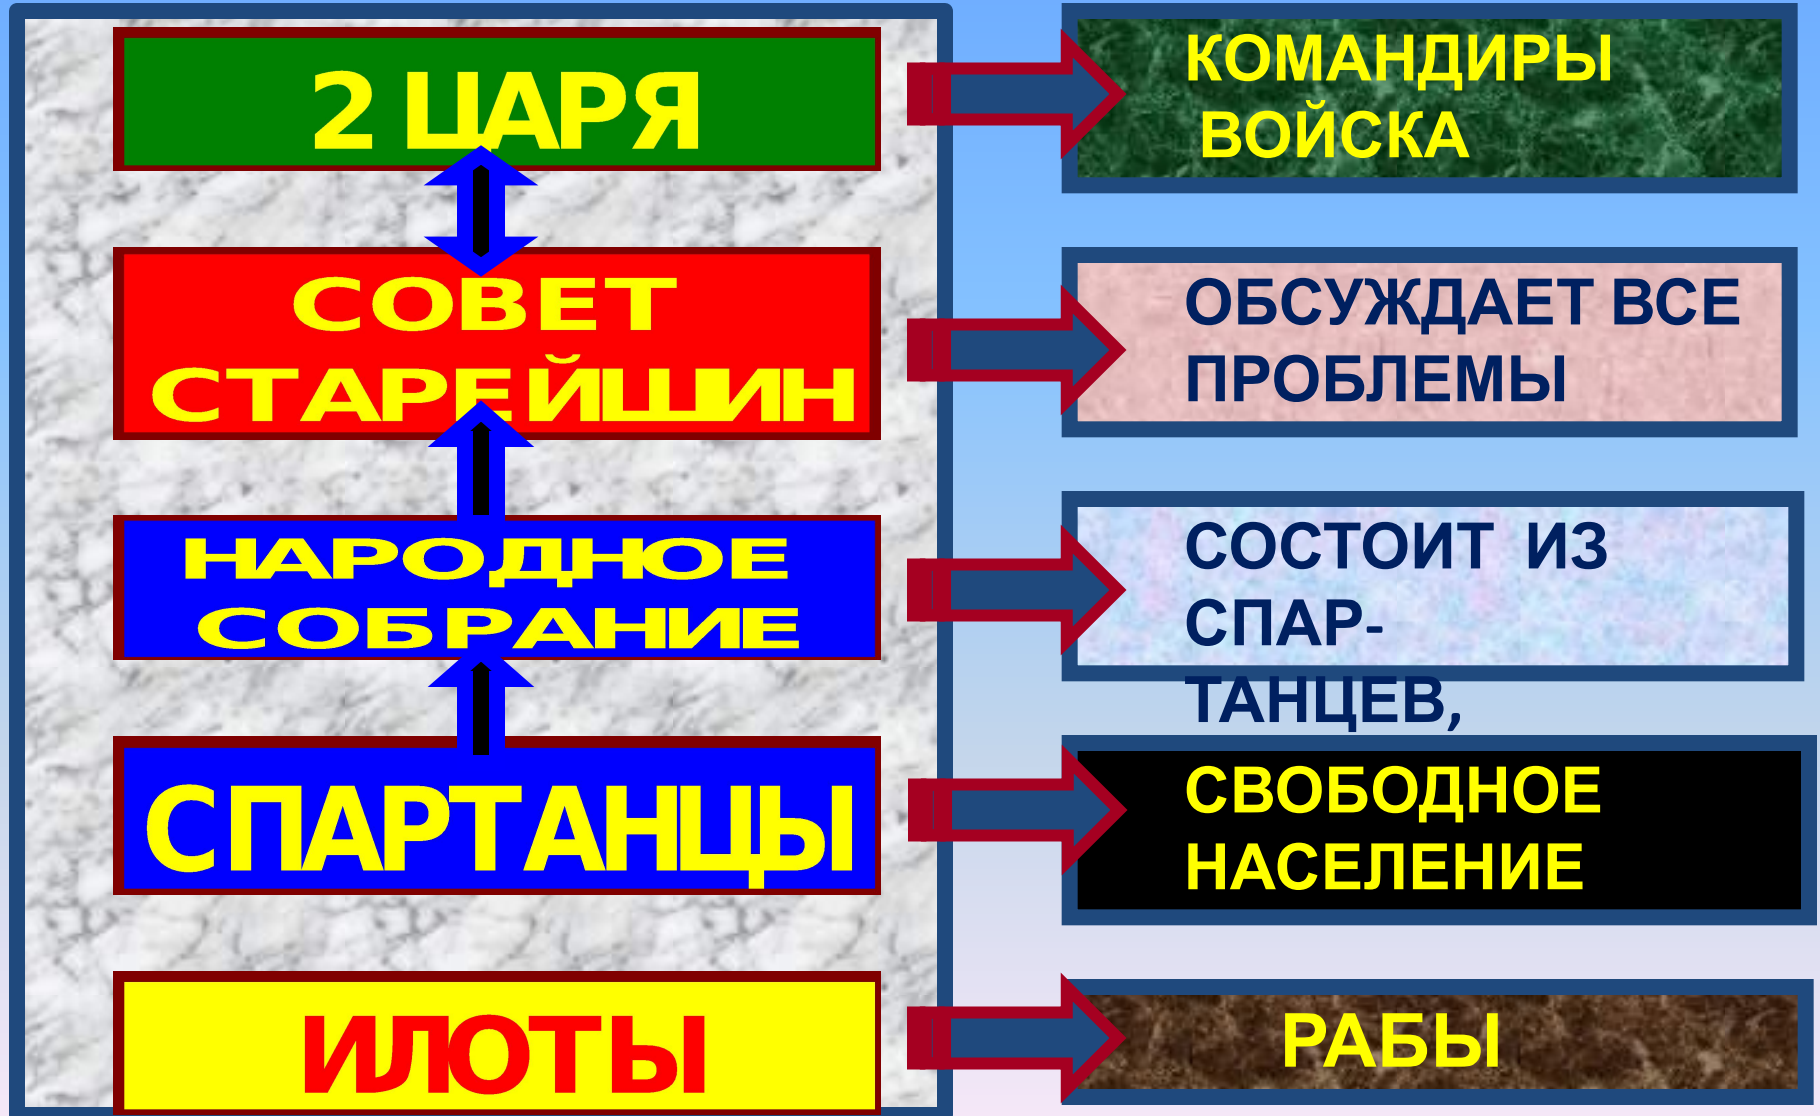 2 ЦАРЯ
КОМАНДИРЫ
ВОЙСКА
СОВЕТ
СТАРЕЙШИН
ОБСУЖДАЕТ ВСЕ
ПРОБЛЕМЫ
НАРОДНОЕ
СОБРАНИЕ
СОСТОИТ ИЗ
СПАР-
ТАНЦЕВ,
СПАРТАНЦЫ
СВОБОДНОЕ
НАСЕЛЕНИЕ
ИЛОТЫ
РАБЫ